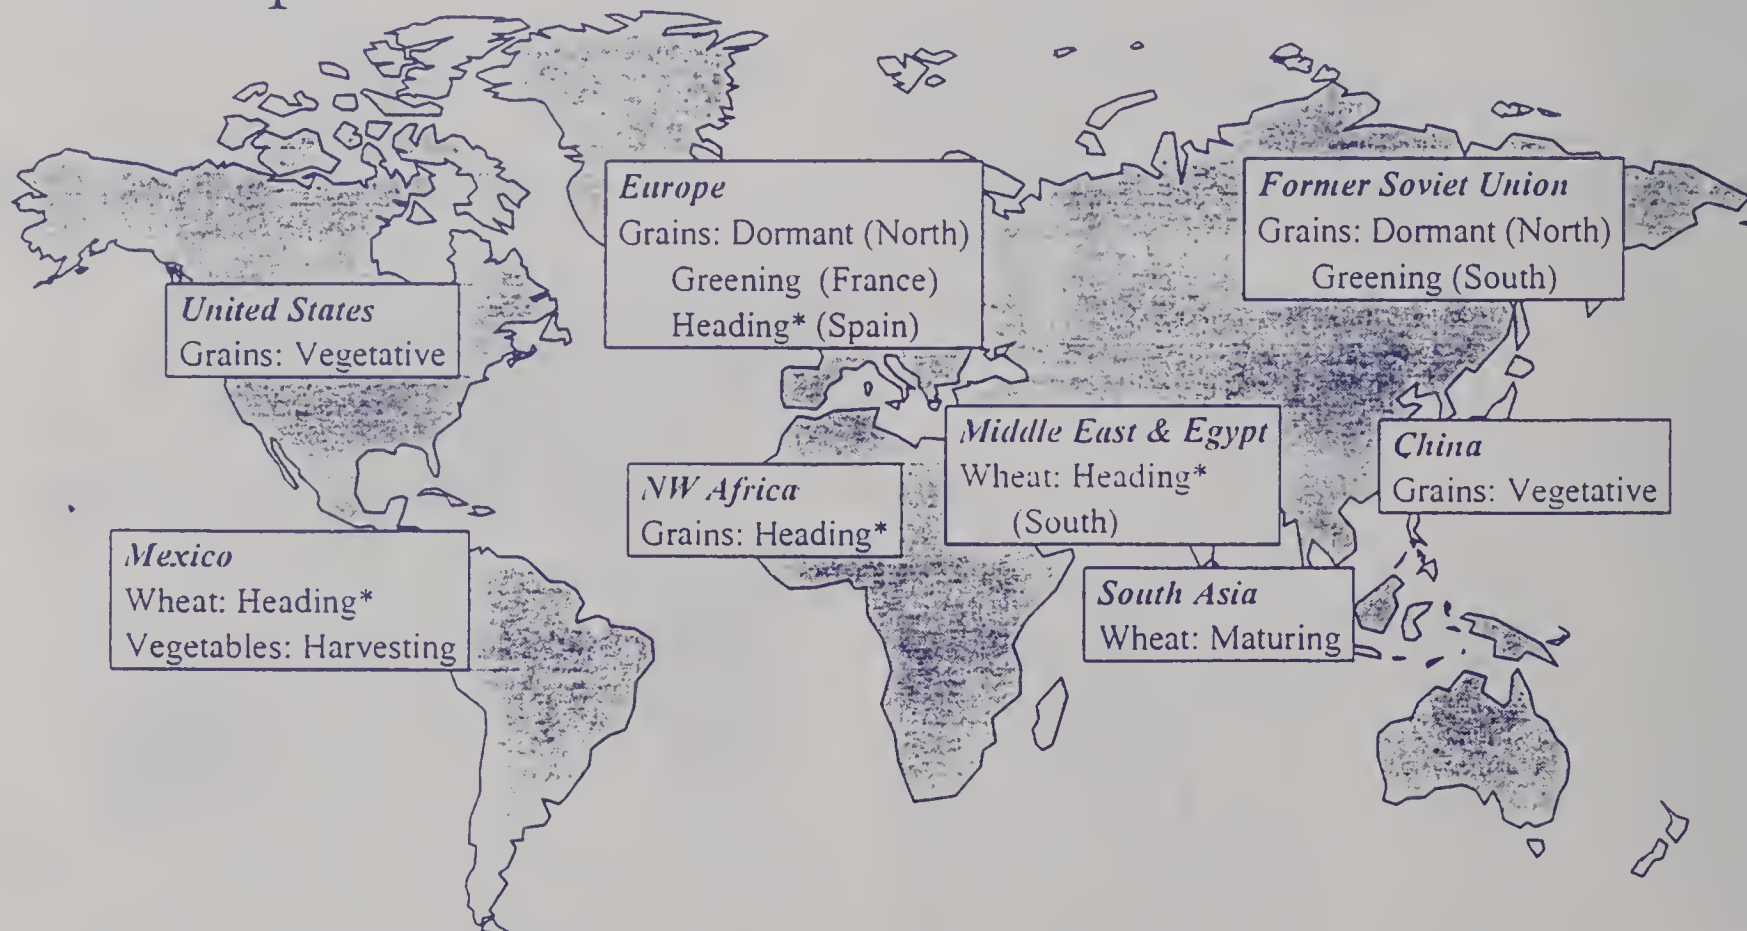 Europe
Grains: Dormant (North)
Greening (France)
Heading* (Spain)
Former Soviet Union
Grains: Dormant (North)
Greening (South)
United States
Grains: Vegetative
Middle East & Egypt
Wheat: Heading*
(South)
China
Grains: Vegetative
NW Africa
Grains: Heading*
Mexico
Wheat: Heading*
Vegetables: Harvesting
South Asia
Wheat: Maturing